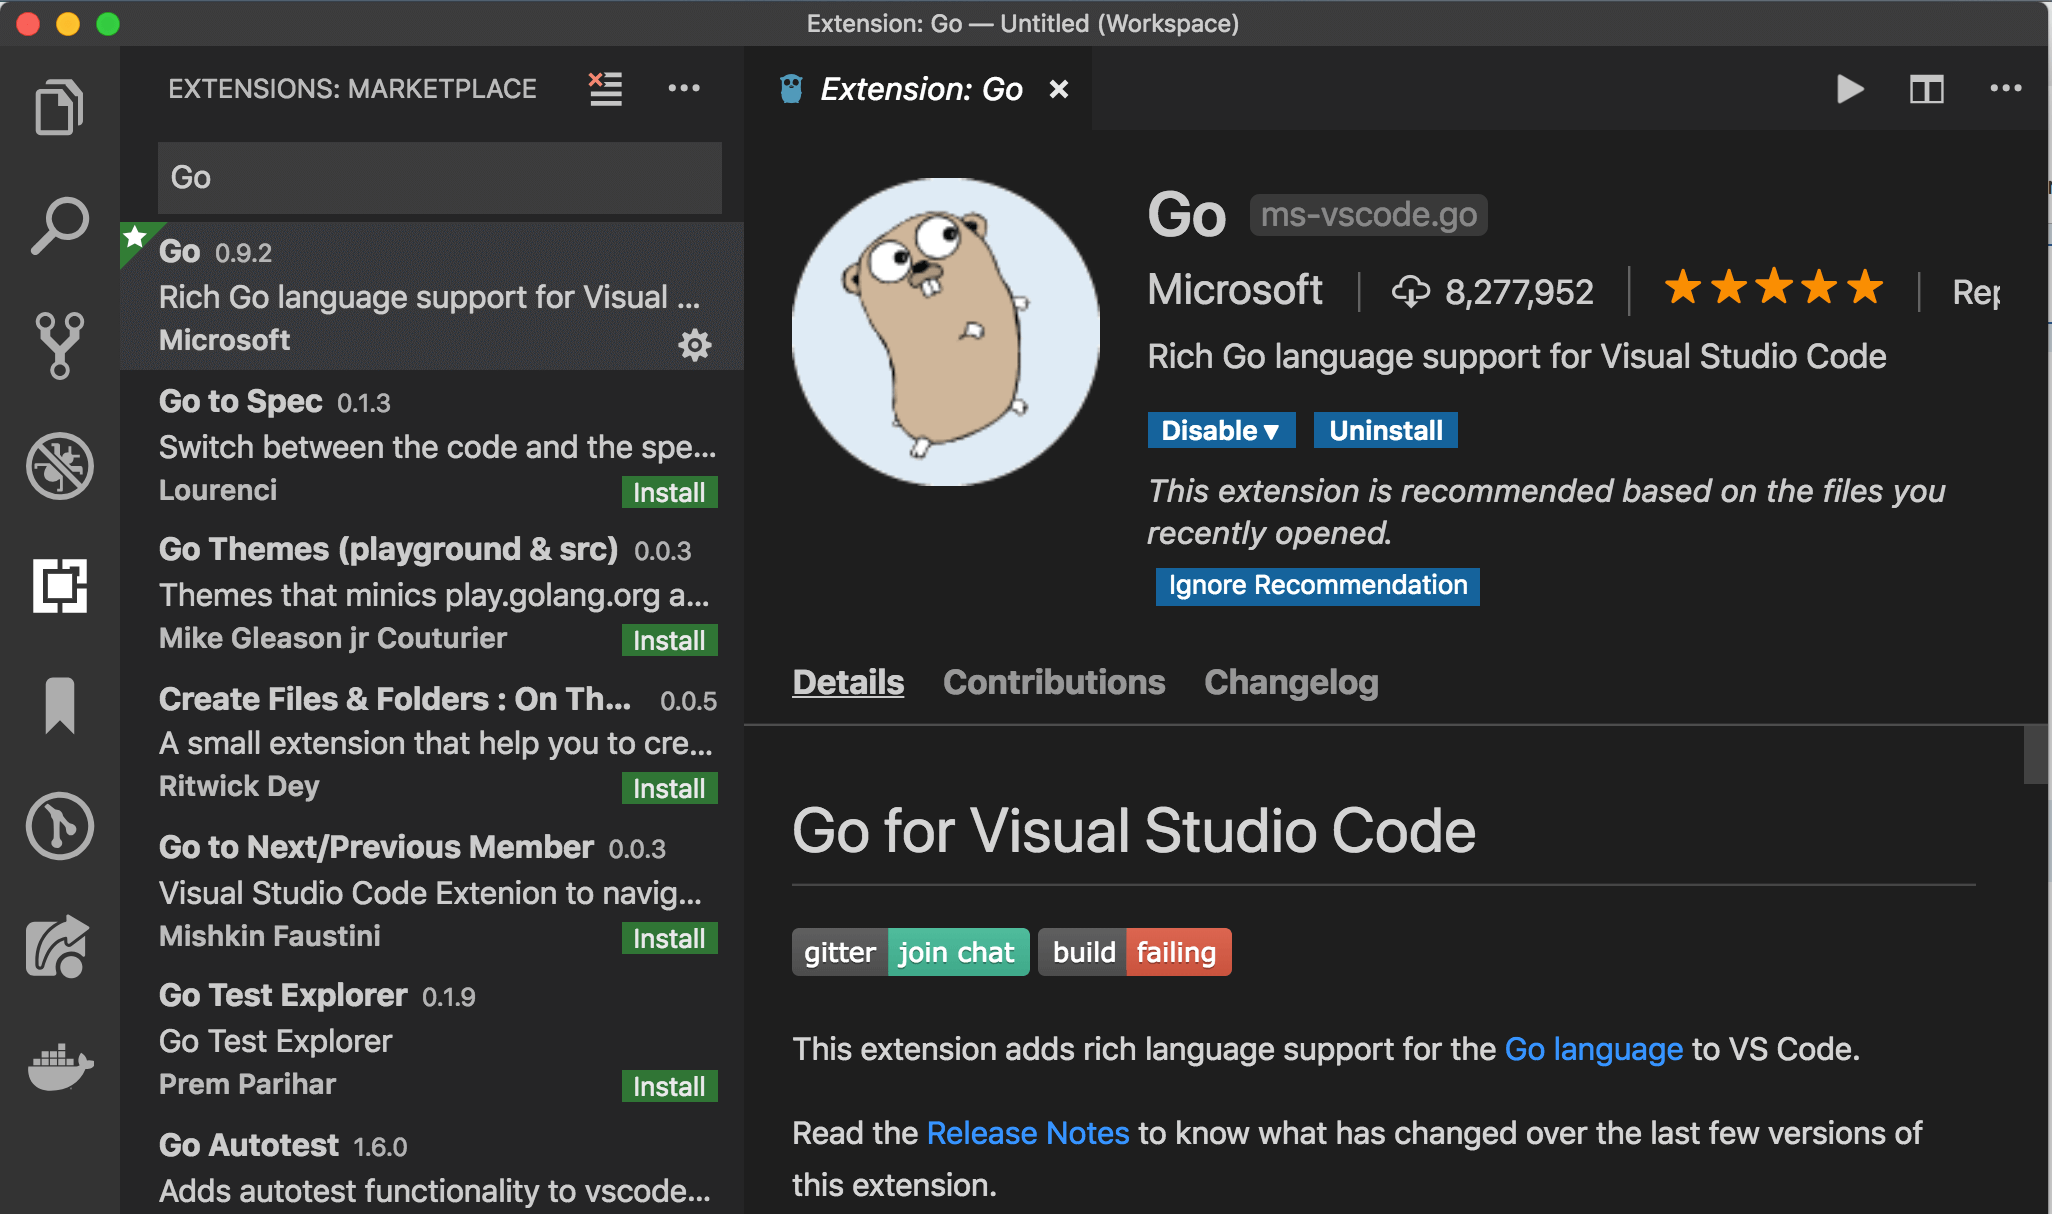 Extension: Go — Untitled (Workspace)
EXTENSIONS: MARKETPLACE
Go
Go 0.9.2
Rich Go language support for Visual ...
Microsoft
Go to Spec 0.1.3
Switch between the code and the spe...
Lourenci
Install
Go Themes (playground & src) 0.0.3
Themes that minics play.golang.org a...
Mike Gleason jr Couturier
Install
Create Files & Folders : On Th... 0.0.5
A small extension that help you to cre...
Ritwick Dey
Install
Go to Next/Previous Member 0.0.3
Visual Studio Code Extenion to navig...
Mishkin Faustini
Install
Go Test Explorer 0.1.9
Go Test Explorer
Prem Parihar
Install
Go Autotest 1.6.0
Adds autotest functionality to vscode...
Extension: Go
Go ms-vscode.go
Microsoft | 8,277,952 | ★★★★★ | Rep
Rich Go language support for Visual Studio Code
Disable ▾ Uninstall
This extension is recommended based on the files you
recently opened.
Ignore Recommendation
Details Contributions Changelog
Go for Visual Studio Code
gitter join chat build failing
This extension adds rich language support for the Go language to VS Code.
Read the Release Notes to know what has changed over the last few versions of
this extension.